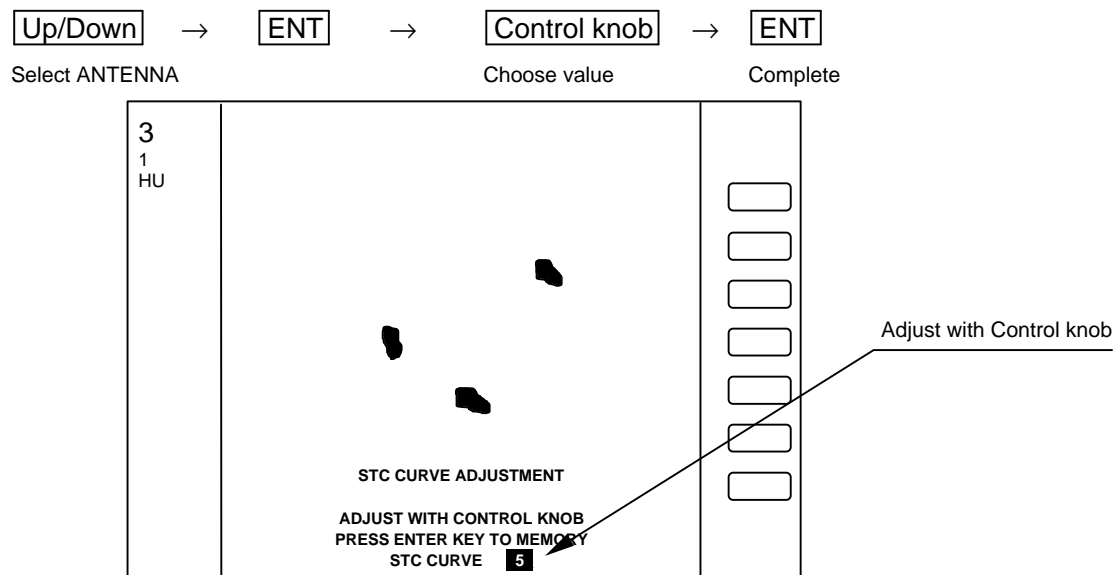 Up/Down → ENT → Control knob → ENT
Select ANTENNA Choose value Complete
3
1
HU
Adjust with Control knob
STC CURVE ADJUSTMENT
ADJUST WITH CONTROL KNOB
PRESS ENTER KEY TO MEMORY
STC CURVE 5